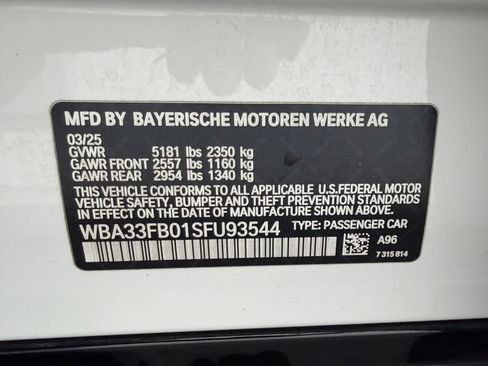 MFD BY BAYERISCHE MOTOREN WERKE AG
03/25
GVWR 5181 lbs 2350 kg
GAWR FRONT 2557 lbs 1160 kg
GAWR REAR 2954 lbs 1340 kg
THIS VEHICLE CONFORMS TO ALL APPLICABLE U.S.FEDERAL MOTOR
VEHICLE SAFETY, BUMPER AND THEFT PREVENTION STANDARDS
IN EFFECT ON THE DATE OF MANUFACTURE SHOWN ABOVE.
WBA33FB01SFU93544 TYPE: PASSENGER CAR
A96
7 315 814